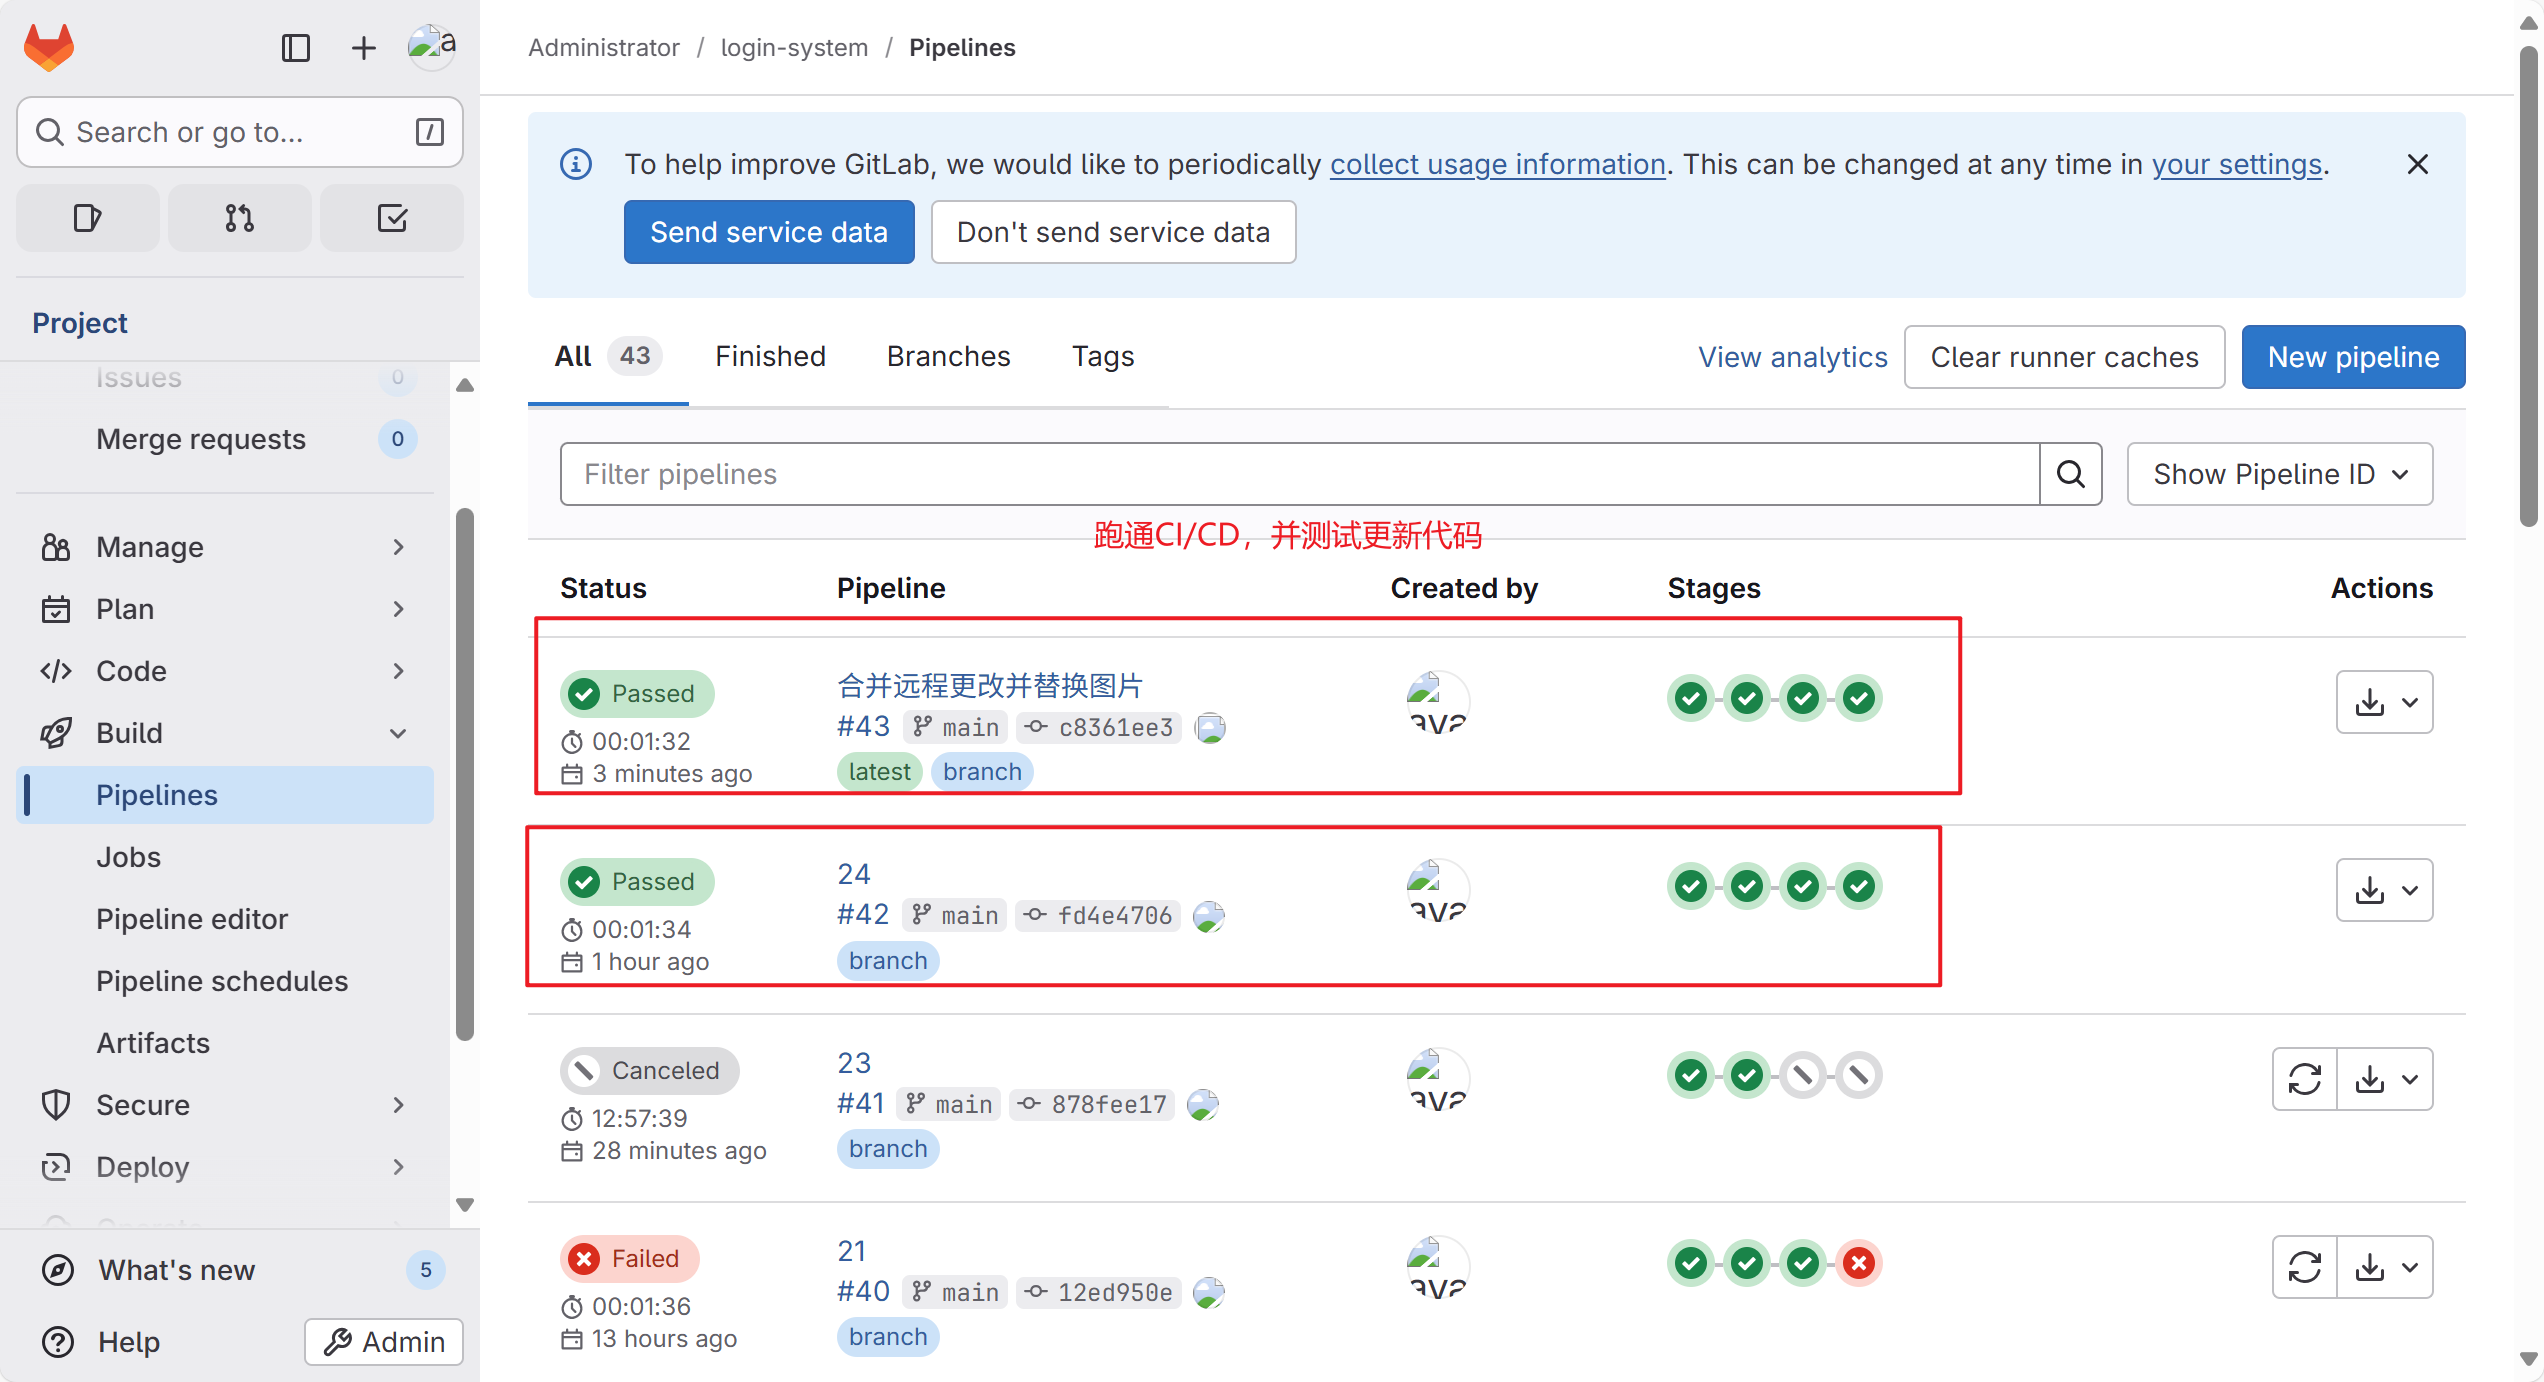 a
Administrator / login-system / Pipelines
Search or go to...
/
To help improve GitLab, we would like to periodically collect usage information. This can be changed at any time in your settings.
Send service data
Don't send service data
Project
Issues 0
Merge requests 0
Manage
Plan
Code
Build
Pipelines
Jobs
Pipeline editor
Pipeline schedules
Artifacts
Secure
Deploy
Operate
What's new 5
Help
Admin
All 43
Finished
Branches
Tags
View analytics
Clear runner caches
New pipeline
Filter pipelines
Show Pipeline ID
跑通CI/CD，并测试更新代码
Status Pipeline Created by Stages Actions
Passed
00:01:32
3 minutes ago
合并远程更改并替换图片
#43 main c8361ee3
latest branch
ava
Passed
00:01:34
1 hour ago
24
#42 main fd4e4706
branch
ava
Canceled
12:57:39
28 minutes ago
23
#41 main 878fee17
branch
ava
Failed
00:01:36
13 hours ago
21
#40 main 12ed950e
branch
ava